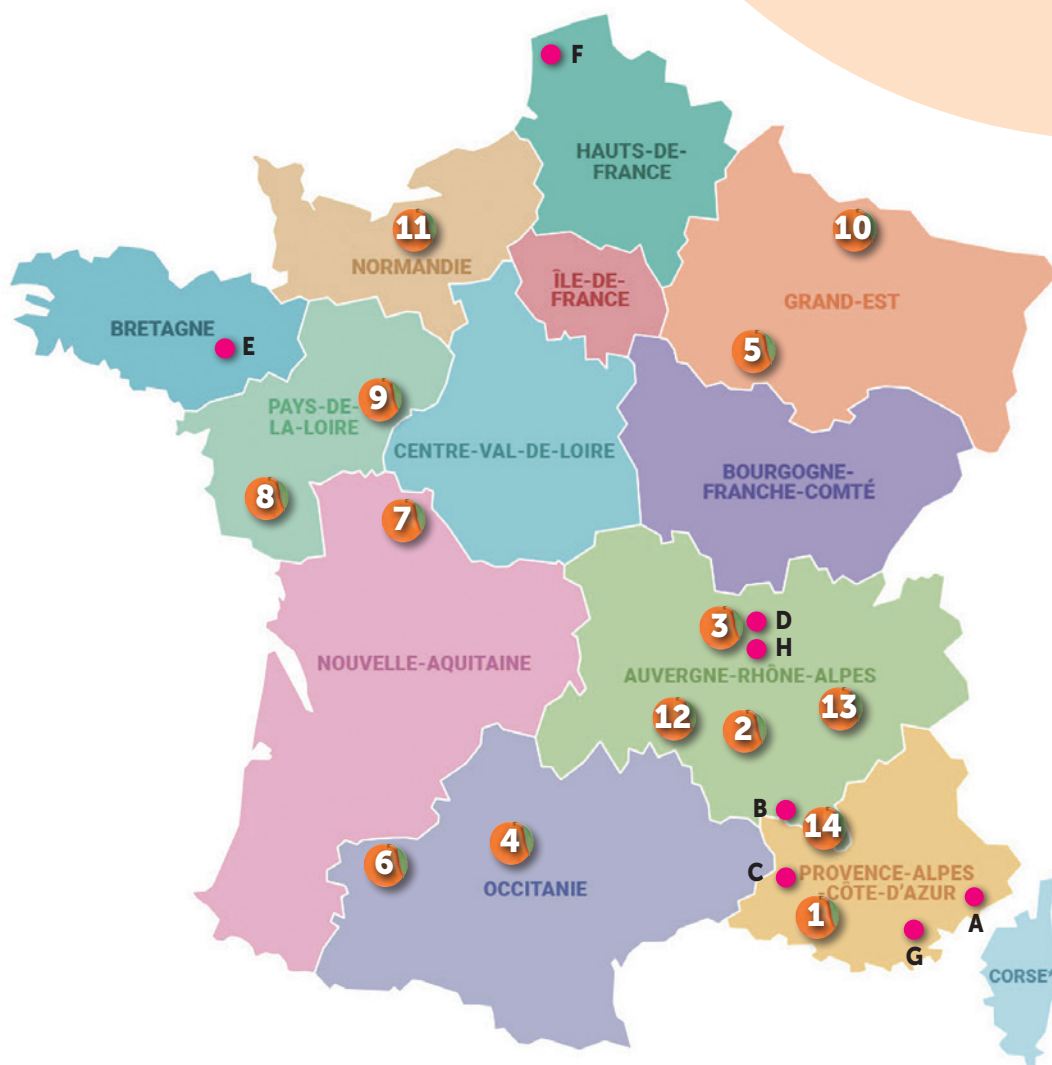 F
HAUTS-DE-
FRANCE
11
NORMANDIE
10
ÎLE-DE-
FRANCE
GRAND-EST
BRETAGNE
E
5
9
PAYS-DE-
LA-LOIRE
CENTRE-VAL-DE-LOIRE
BOURGOGNE-
FRANCHE-COMTÉ
8
7
3
D
H
NOUVELLE-AQUITAINE
AUVERGNE-RHÔNE-ALPES
12
2
13
B
14
4
6
OCCITANIE
C
PROVENCE-ALPES
-CÔTE-D'AZUR
1
A
G
CORSE*